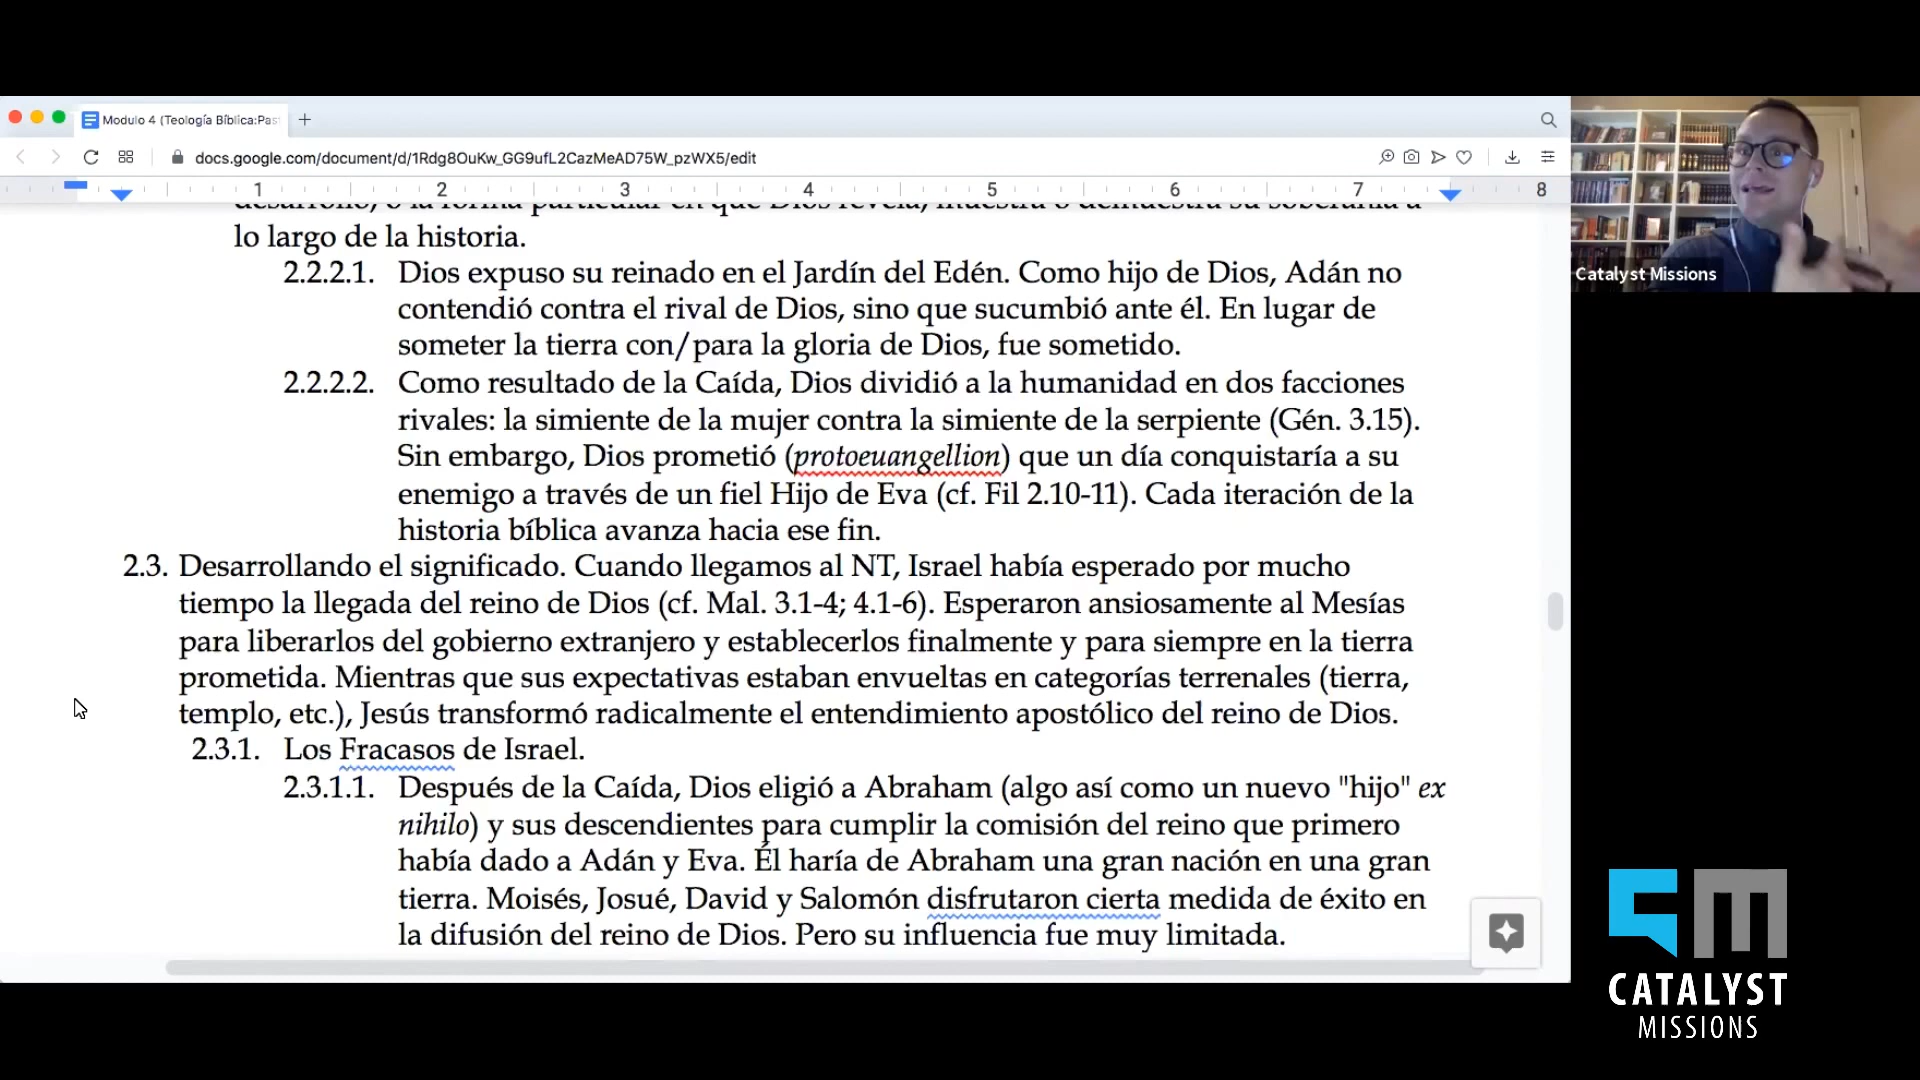 Modulo 4 (Teología Bíblica:Pas
docs.google.com/document/d/1Rdg8OuKw_GG9ufL2CazMeAD75W_pzWX5/edit
1 2 3 4 5 6 7 8
desarrollo, o la forma particular en que Dios revela, muestra o demuestra su soberanía a
lo largo de la historia.
2.2.2.1. Dios expuso su reinado en el Jardín del Edén. Como hijo de Dios, Adán no
contendió contra el rival de Dios, sino que sucumbió ante él. En lugar de
someter la tierra con/para la gloria de Dios, fue sometido.
2.2.2.2. Como resultado de la Caída, Dios dividió a la humanidad en dos facciones
rivales: la simiente de la mujer contra la simiente de la serpiente (Gén. 3.15).
Sin embargo, Dios prometió (protoeuangellion) que un día conquistaría a su
enemigo a través de un fiel Hijo de Eva (cf. Fil 2.10-11). Cada iteración de la
historia bíblica avanza hacia ese fin.
2.3. Desarrollando el significado. Cuando llegamos al NT, Israel había esperado por mucho
tiempo la llegada del reino de Dios (cf. Mal. 3.1-4; 4.1-6). Esperaron ansiosamente al Mesías
para liberarlos del gobierno extranjero y establecerlos finalmente y para siempre en la tierra
prometida. Mientras que sus expectativas estaban envueltas en categorías terrenales (tierra,
templo, etc.), Jesús transformó radicalmente el entendimiento apostólico del reino de Dios.
2.3.1. Los Fracasos de Israel.
2.3.1.1. Después de la Caída, Dios eligió a Abraham (algo así como un nuevo "hijo" ex
nihilo) y sus descendientes para cumplir la comisión del reino que primero
había dado a Adán y Eva. Él haría de Abraham una gran nación en una gran
tierra. Moisés, Josué, David y Salomón disfrutaron cierta medida de éxito en
la difusión del reino de Dios. Pero su influencia fue muy limitada.
Catalyst Missions
CM
CATALYST
MISSIONS